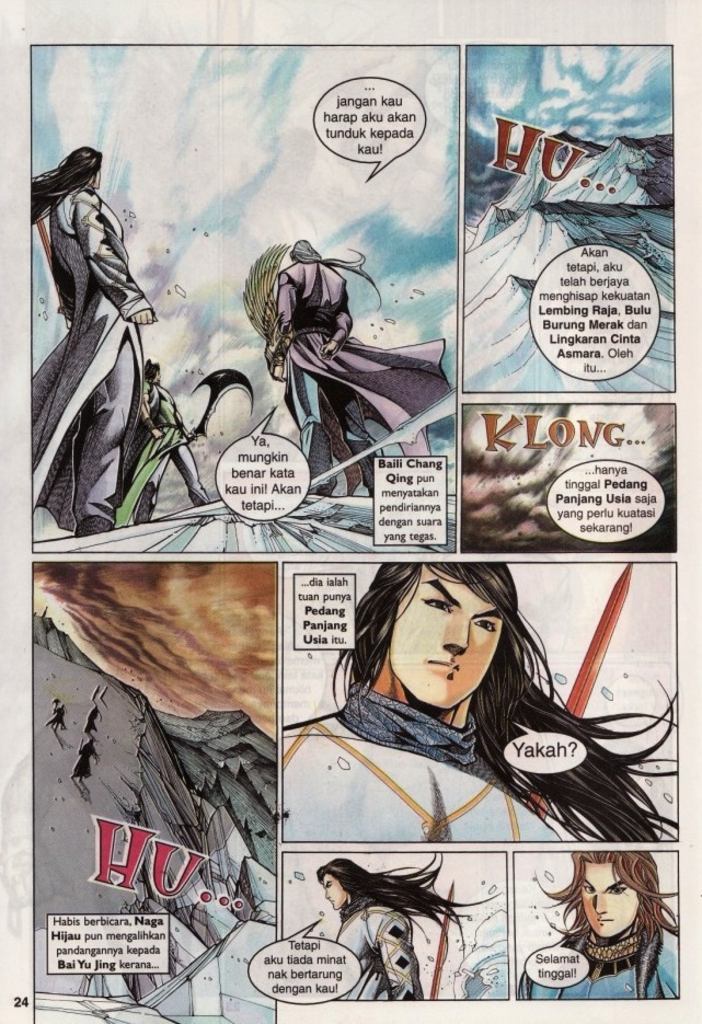 ...
jangan kau
harap aku akan
tunduk kepada
kau!
Ya,
mungkin
benar kata
kau ini! Akan
tetapi...
Baili Chang
Qing pun
menyatakan
pendiriannya
dengan suara
yang tegas.
HU...
Akan
tetapi, aku
telah berjaya
menghisap kekuatan
Lembing Raja, Bulu
Burung Merak dan
Lingkaran Cinta
Asmara. Oleh
itu...
KLONG...
...hanya
tinggal Pedang
Panjang Usia saja
yang perlu kuatasi
sekarang!
HU...
Habis berbicara, Naga
Hijau pun mengalihkan
pandangannya kepada
Bai Yu Jing kerana...
...dia ialah
tuan punya
Pedang
Panjang
Usia itu.
Yakah?
Tetapi
aku tiada minat
nak bertarung
dengan kau!
Selamat
tinggal!
24